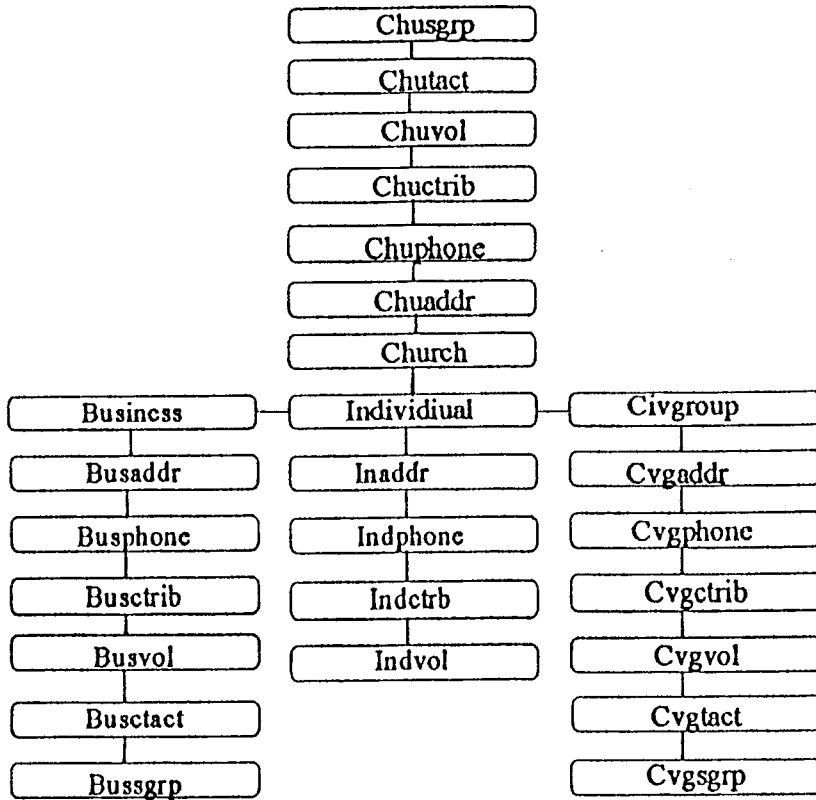 Chusgrp
Chutact
Chuvol
Chuctrib
Chuphone
Chuaddr
Church
Business Individiual Civgroup
Busaddr Inaddr Cvgaddr
Busphone Indphone Cvgphone
Busctrib Indctrb Cvgctrib
Busvol Indvol Cvgvol
Busctact Cvgtact
Bussgrp Cvgsgrp